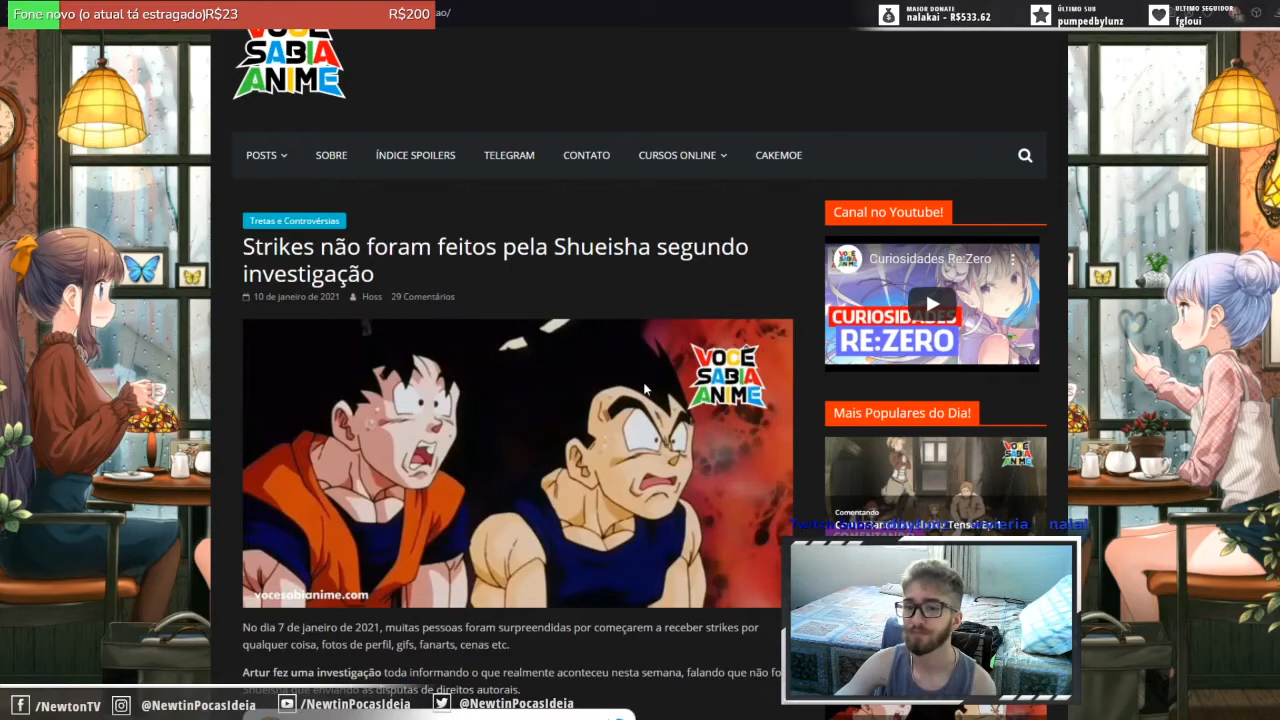 Fone novo (o atual tá estragado)R$23
R$200
ao/
MAIOR DONATE
nalakai - R$533.62
ÚLTIMO SUB
pumpedbylunz
ULTIMO SEGUIDOR
fgloui
VOCÊ
SABIA
ANIME
POSTS
SOBRE
ÍNDICE SPOILERS
TELEGRAM
CONTATO
CURSOS ONLINE
CAKEMOE
Tretas e Controvérsias
Strikes não foram feitos pela Shueisha segundo
investigação
10 de janeiro de 2021
Hoss
29 Comentários
VOCÊ
SABIA
ANIME
vocesabianime.com
No dia 7 de janeiro de 2021, muitas pessoas foram surpreendidas por começarem a receber strikes por
qualquer coisa, fotos de perfil, gifs, fanarts, cenas etc.
Artur fez uma investigação toda informando o que realmente aconteceu nesta semana, falando que não fo
Shueisha que enviando as disputas de direitos autorais.
Canal no Youtube!
Curiosidades Re:Zero
CURIOSIDADES
RE:ZERO
Mais Populares do Dia!
VOCÊ
SABIA
ANIME
Comentando
natal
/NewtonTV
@NewtinPocasIdeia
/NewtinPocasIdeia
@NewtinPocasIdeia